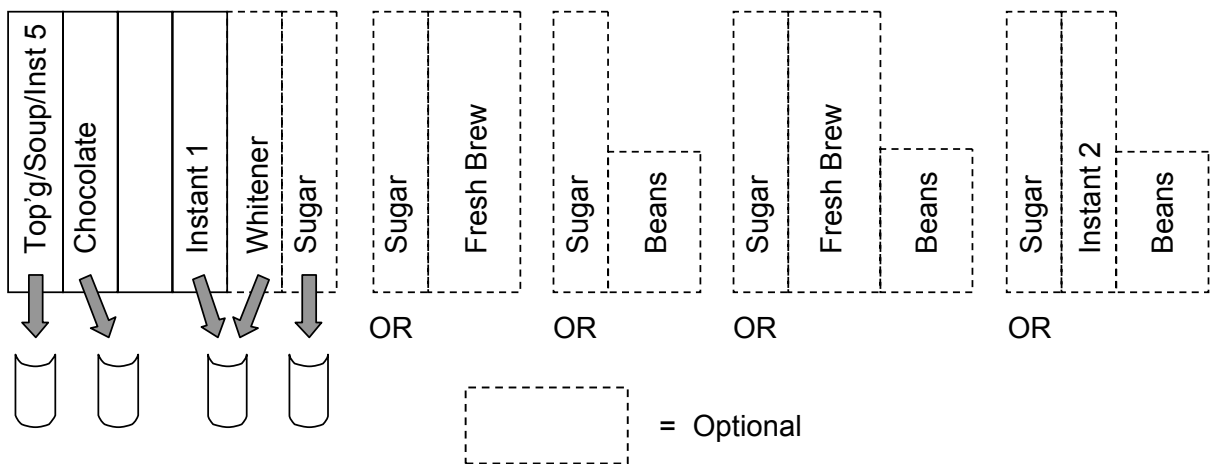 Top'g/Soup/Inst 5
Chocolate
Instant 1
Whitener
Sugar
Sugar
Fresh Brew
Sugar
Beans
Sugar
Fresh Brew
Beans
Sugar
Instant 2
Beans
OR
OR
OR
OR
= Optional